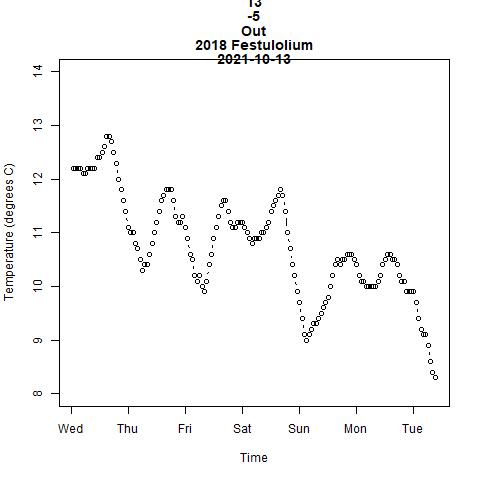 13
-5
Out
2018 Festulolium
2021-10-13
14
13
12
11
10
9
8
Temperature (degrees C)
Wed Thu Fri Sat Sun Mon Tue
Time